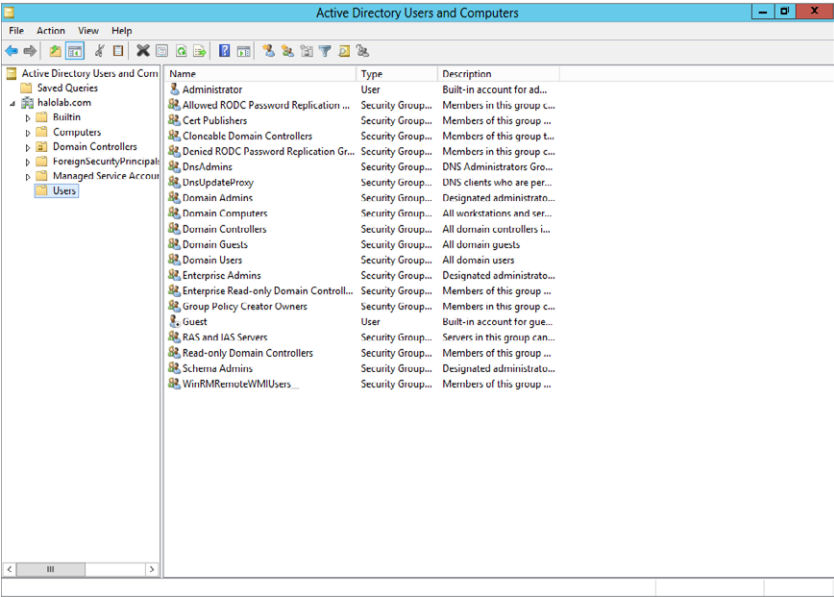 Active Directory Users and Computers
File Action View Help
Active Directory Users and Com
Saved Queries
halolab.com
Builtin
Computers
Domain Controllers
ForeignSecurityPrincipals
Managed Service Accoun
Users
Name Type Description
Administrator User Built-in account for ad...
Allowed RODC Password Replication ... Security Group... Members in this group c...
Cert Publishers Security Group... Members of this group ...
Cloneable Domain Controllers Security Group... Members of this group t...
Denied RODC Password Replication Gr... Security Group... Members in this group c...
DnsAdmins Security Group... DNS Administrators Gro...
DnsUpdateProxy Security Group... DNS clients who are per...
Domain Admins Security Group... Designated administrato...
Domain Computers Security Group... All workstations and ser...
Domain Controllers Security Group... All domain controllers i...
Domain Guests Security Group... All domain guests
Domain Users Security Group... All domain users
Enterprise Admins Security Group... Designated administrato...
Enterprise Read-only Domain Controll... Security Group... Members of this group ...
Group Policy Creator Owners Security Group... Members in this group c...
Guest User Built-in account for gue...
RAS and IAS Servers Security Group... Servers in this group can...
Read-only Domain Controllers Security Group... Members of this group ...
Schema Admins Security Group... Designated administrato...
WinRMRemoteWMIUsers__ Security Group... Members of this group ...